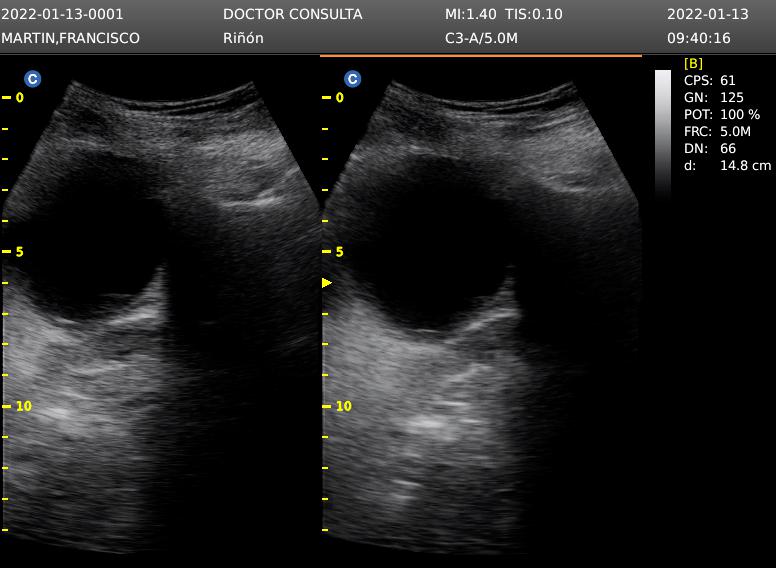 2022-01-13-0001 DOCTOR CONSULTA MI:1.40 TIS:0.10 2022-01-13
MARTIN,FRANCISCO Riñón C3-A/5.0M 09:40:16
C C
[B]
CPS: 61
GN: 125
POT: 100 %
FRC: 5.0M
DN: 66
d: 14.8 cm
0 0
5 5
10 10